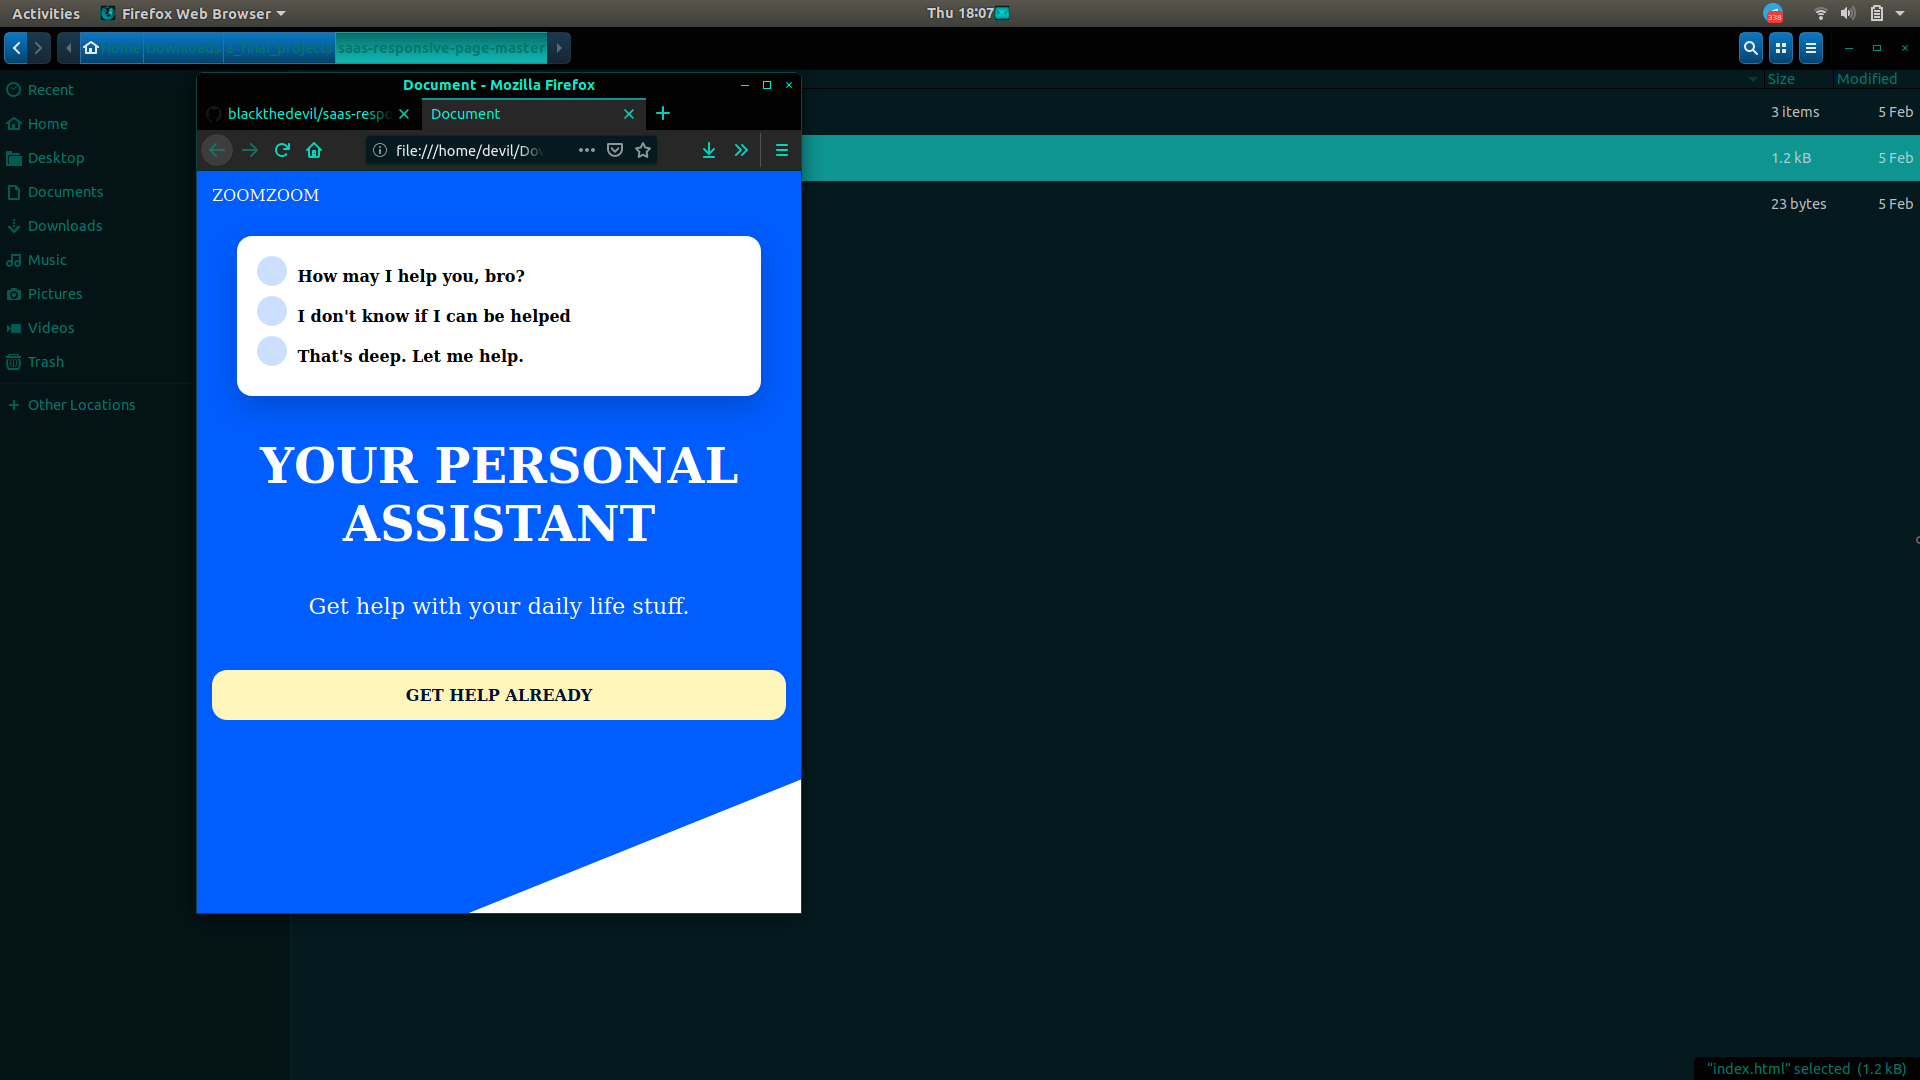 Activities
Firefox Web Browser
Thu 18:07
338
Home
Downloads
a_final_projects
saas-responsive-page-master
Size
Modified
Recent
Home
Desktop
Documents
Downloads
Music
Pictures
Videos
Trash
Other Locations
3 items
5 Feb
1.2 kB
5 Feb
23 bytes
5 Feb
Document - Mozilla Firefox
blackthedevil/saas-respo
Document
file:///home/devil/Dow
ZOOMZOOM
How may I help you, bro?
I don't know if I can be helped
That's deep. Let me help.
YOUR PERSONAL
ASSISTANT
Get help with your daily life stuff.
GET HELP ALREADY
“index.html” selected (1.2 kB)